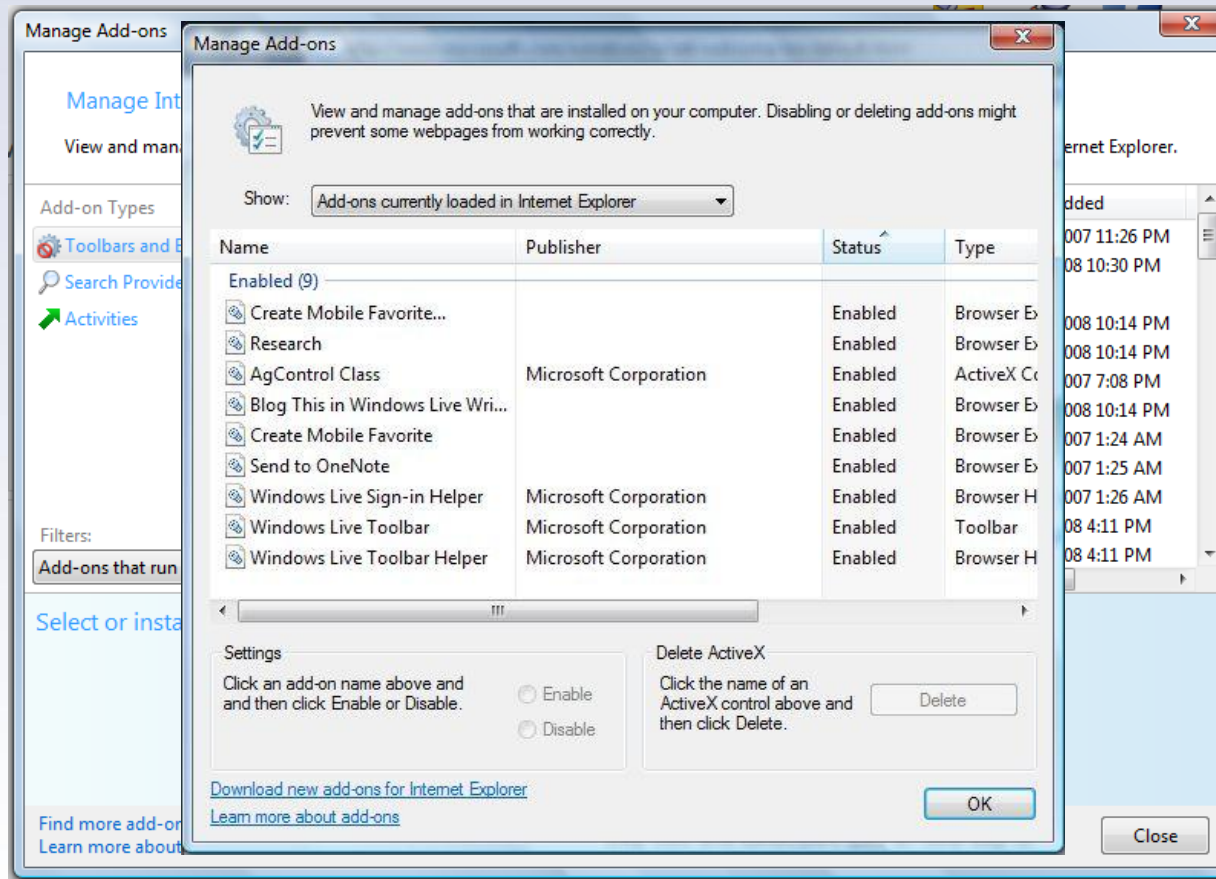 Manage Add-ons
Manage Int
View and mana
ernet Explorer.
Add-on Types
Toolbars and E
Search Provide
Activities
Filters:
Add-ons that run
Select or insta
Find more add-or
Learn more about
dded
007 11:26 PM
08 10:30 PM
008 10:14 PM
008 10:14 PM
007 7:08 PM
008 10:14 PM
007 1:24 AM
007 1:25 AM
007 1:26 AM
08 4:11 PM
08 4:11 PM
Close
Manage Add-ons
View and manage add-ons that are installed on your computer. Disabling or deleting add-ons might
prevent some webpages from working correctly.
Show: Add-ons currently loaded in Internet Explorer
Name Publisher Status Type
Enabled (9)
Create Mobile Favorite... Enabled Browser Ex
Research Enabled Browser Ex
AgControl Class Microsoft Corporation Enabled ActiveX Co
Blog This in Windows Live Wri... Enabled Browser Ex
Create Mobile Favorite Enabled Browser Ex
Send to OneNote Enabled Browser Ex
Windows Live Sign-in Helper Microsoft Corporation Enabled Browser H
Windows Live Toolbar Microsoft Corporation Enabled Toolbar
Windows Live Toolbar Helper Microsoft Corporation Enabled Browser H
Settings
Click an add-on name above and
and then click Enable or Disable.
Enable
Disable
Delete ActiveX
Click the name of an
ActiveX control above and
then click Delete.
Delete
Download new add-ons for Internet Explorer
Learn more about add-ons
OK